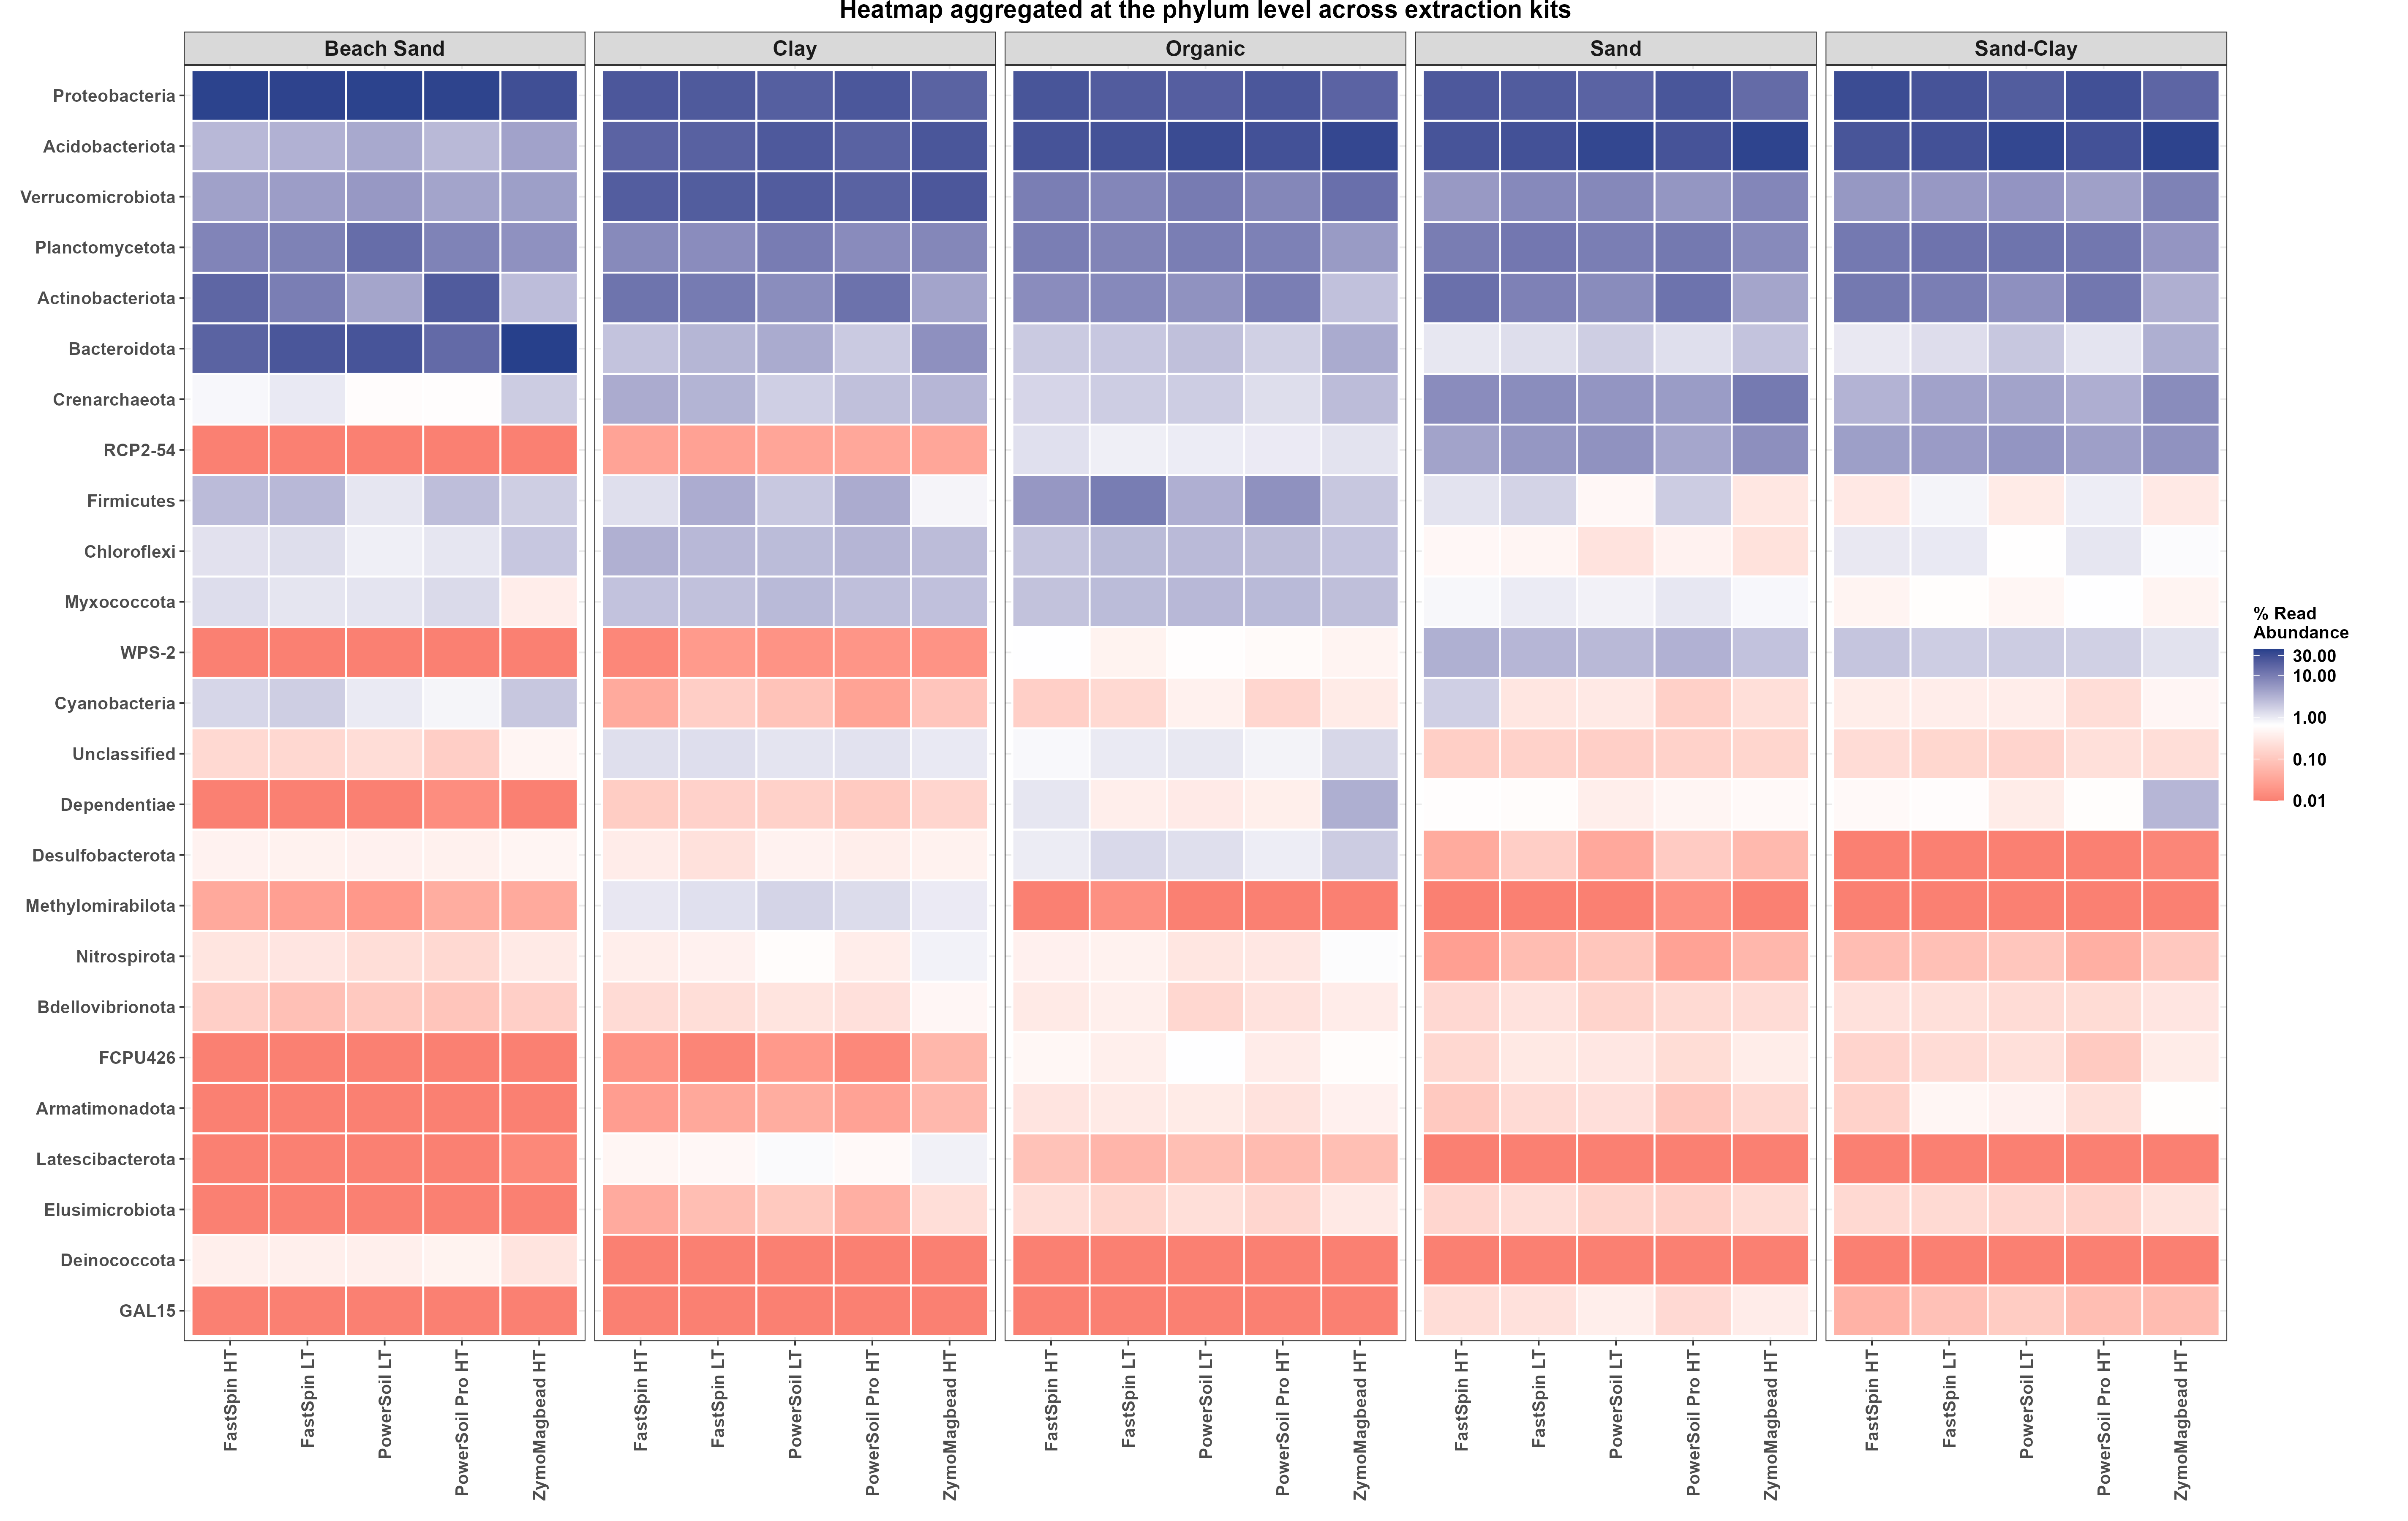 Heatmap aggregated at the phylum level across extraction kits
Beach Sand
Clay
Organic
Sand
Sand-Clay
Proteobacteria
Acidobacteriota
Verrucomicrobiota
Planctomycetota
Actinobacteriota
Bacteroidota
Crenarchaeota
RCP2-54
Firmicutes
Chloroflexi
Myxococcota
WPS-2
Cyanobacteria
Unclassified
Dependentiae
Desulfobacterota
Methylomirabilota
Nitrospirota
Bdellovibrionota
FCPU426
Armatimonadota
Latescibacterota
Elusimicrobiota
Deinococcota
GAL15
FastSpin HT
FastSpin LT
PowerSoil LT
PowerSoil Pro HT
ZymoMagbead HT
FastSpin HT
FastSpin LT
PowerSoil LT
PowerSoil Pro HT
ZymoMagbead HT
FastSpin HT
FastSpin LT
PowerSoil LT
PowerSoil Pro HT
ZymoMagbead HT
FastSpin HT
FastSpin LT
PowerSoil LT
PowerSoil Pro HT
ZymoMagbead HT
FastSpin HT
FastSpin LT
PowerSoil LT
PowerSoil Pro HT
ZymoMagbead HT
% Read
Abundance
30.00
10.00
1.00
0.10
0.01